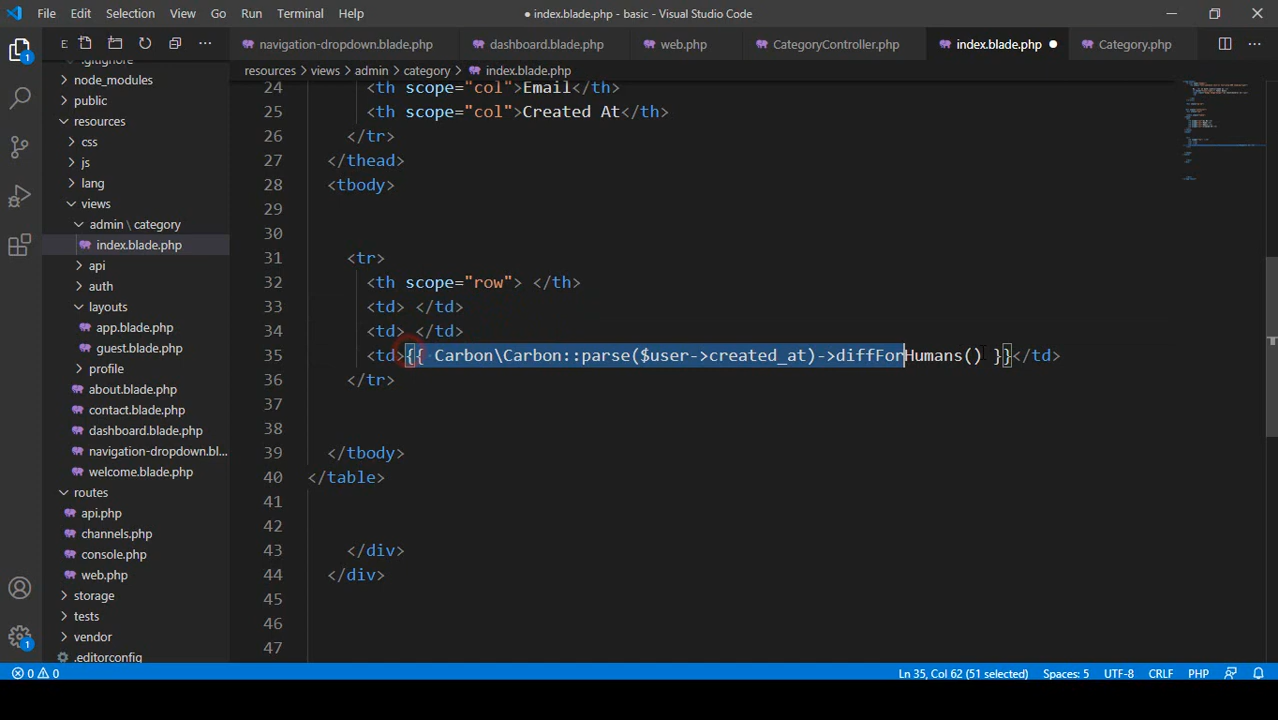 File Edit Selection View Go Run Terminal Help
● index.blade.php - basic - Visual Studio Code
E
navigation-dropdown.blade.php
dashboard.blade.php
web.php
CategoryController.php
index.blade.php ●
Category.php
resources > views > admin > category > index.blade.php
node_modules
public
resources
css
js
lang
views
admin \ category
index.blade.php
api
auth
layouts
app.blade.php
guest.blade.php
profile
about.blade.php
contact.blade.php
dashboard.blade.php
navigation-dropdown.bl...
welcome.blade.php
routes
api.php
channels.php
console.php
web.php
storage
tests
vendor
.editorconfig
1
1
24 <th scope="col">Email</th>
25 <th scope="col">Created At</th>
26 </tr>
27 </thead>
28 <tbody>
29
30
31 <tr>
32 <th scope="row"> </th>
33 <td> </td>
34 <td> </td>
35 <td>{{ Carbon\Carbon::parse($user->created_at)->diffForHumans() }}</td>
36 </tr>
37
38
39 </tbody>
40 </table>
41
42
43 </div>
44 </div>
45
46
47
0 0
Ln 35, Col 62 (51 selected) Spaces: 5 UTF-8 CRLF PHP